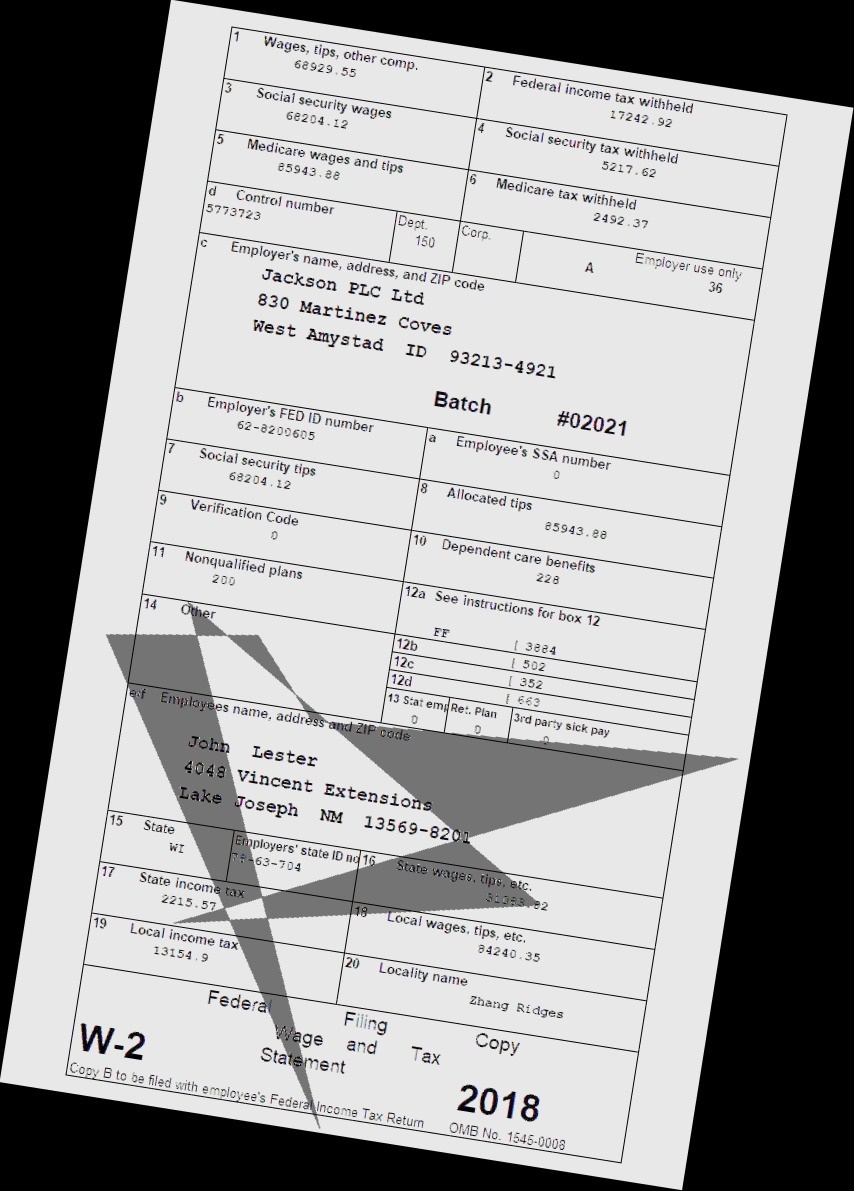 1 Wages, tips, other comp. 2 Federal income tax withheld
68929.55 17242.92
3 Social security wages 4 Social security tax withheld
68204.12 5217.62
5 Medicare wages and tips 6 Medicare tax withheld
85943.88 2492.37
d Control number Dept. Corp. Employer use only
5773723 150 A 36
c Employer's name, address, and ZIP code
Jackson PLC Ltd
830 Martinez Coves
West Amystad ID 93213-4921
Batch #02021
b Employer's FED ID number a Employee's SSA number
62-8200605 0
7 Social security tips 8 Allocated tips
68204.12 85943.88
9 Verification Code 10 Dependent care benefits
0 228
11 Nonqualified plans 12a See instructions for box 12
200 FF 3884
14 Other 12b 502
12c 352
12d 663
13 Stat emp Ret. Plan 3rd party sick pay
0 0 0
e/f Employees name, address and ZIP code
John Lester
4048 Vincent Extensions
Lake Joseph NM 13569-8201
15 State Employers' state ID no 16 State wages, tips, etc.
WI
17 State income tax 18 Local wages, tips, etc.
2215.57 84240.35
19 Local income tax 20 Locality name
13154.9 Zhang Ridges
Federal Filing Copy
W-2 Wage and Tax
Statement 2018
Copy B to be filed with employee's Federal Income Tax Return OMB No. 1545-0008